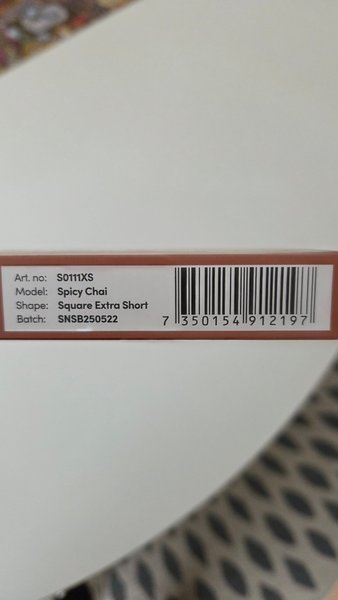 Art. no: S0111XS
Model: Spicy Chai
Shape: Square Extra Short
Batch: SNSB250522
7 350154 912197